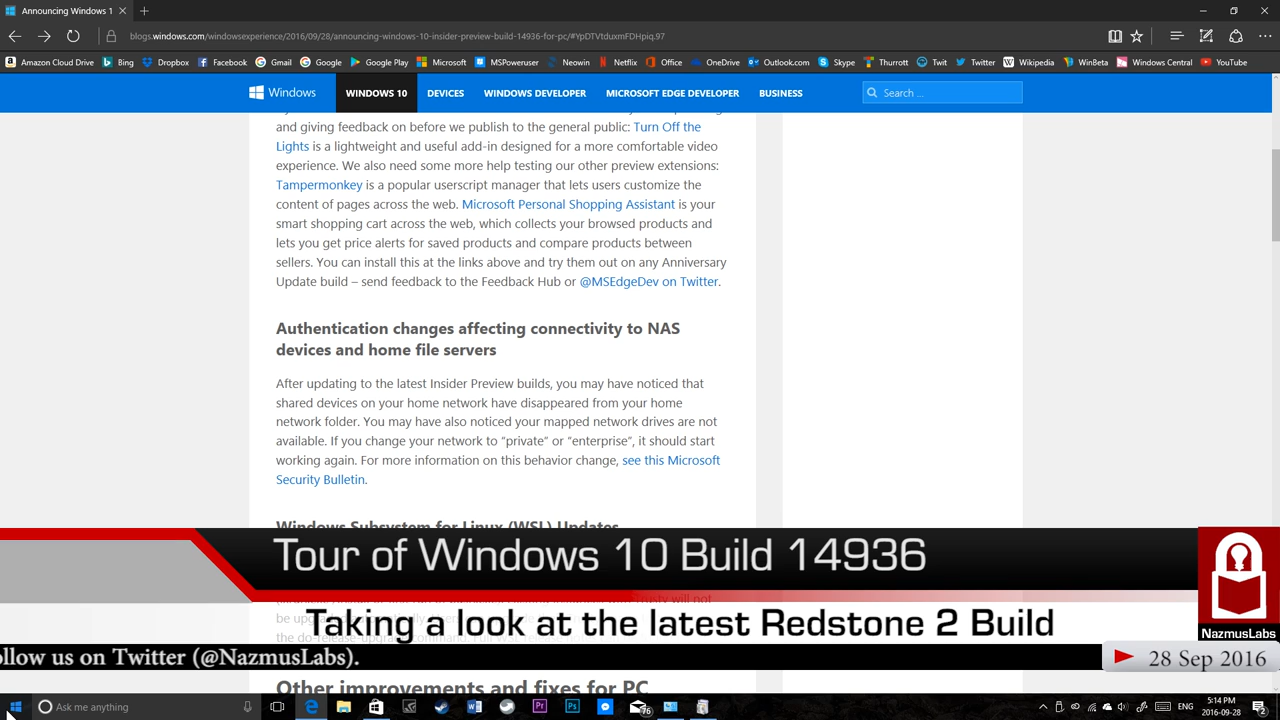 Announcing Windows 1
blogs.windows.com/windowsexperience/2016/09/28/announcing-windows-10-insider-preview-build-14936-for-pc/#YpDTVtduxmFDHpiq.97
Amazon Cloud Drive Bing Dropbox Facebook Gmail Google Google Play Microsoft MSPoweruser Neowin Netflix Office OneDrive Outlook.com Skype Thurrott Twit Twitter Wikipedia WinBeta Windows Central YouTube
Windows WINDOWS 10 DEVICES WINDOWS DEVELOPER MICROSOFT EDGE DEVELOPER BUSINESS Search ...
and giving feedback on before we publish to the general public: Turn Off the
Lights is a lightweight and useful add-in designed for a more comfortable video
experience. We also need some more help testing our other preview extensions:
Tampermonkey is a popular userscript manager that lets users customize the
content of pages across the web. Microsoft Personal Shopping Assistant is your
smart shopping cart across the web, which collects your browsed products and
lets you get price alerts for saved products and compare products between
sellers. You can install this at the links above and try them out on any Anniversary
Update build – send feedback to the Feedback Hub or @MSEdgeDev on Twitter.
Authentication changes affecting connectivity to NAS
devices and home file servers
After updating to the latest Insider Preview builds, you may have noticed that
shared devices on your home network have disappeared from your home
network folder. You may have also noticed your mapped network drives are not
available. If you change your network to “private” or “enterprise”, it should start
working again. For more information on this behavior change, see this Microsoft
Security Bulletin.
Windows Subsystem for Linux (WSL) Updates
Tour of Windows 10 Build 14936
will not
Taking a look at the latest Redstone 2 Build
NazmusLabs
ollow us on Twitter (@NazmusLabs).
28 Sep 2016
Other improvements and fixes for PC
Ask me anything
76
ENG
5:14 PM
2016-09-28
2